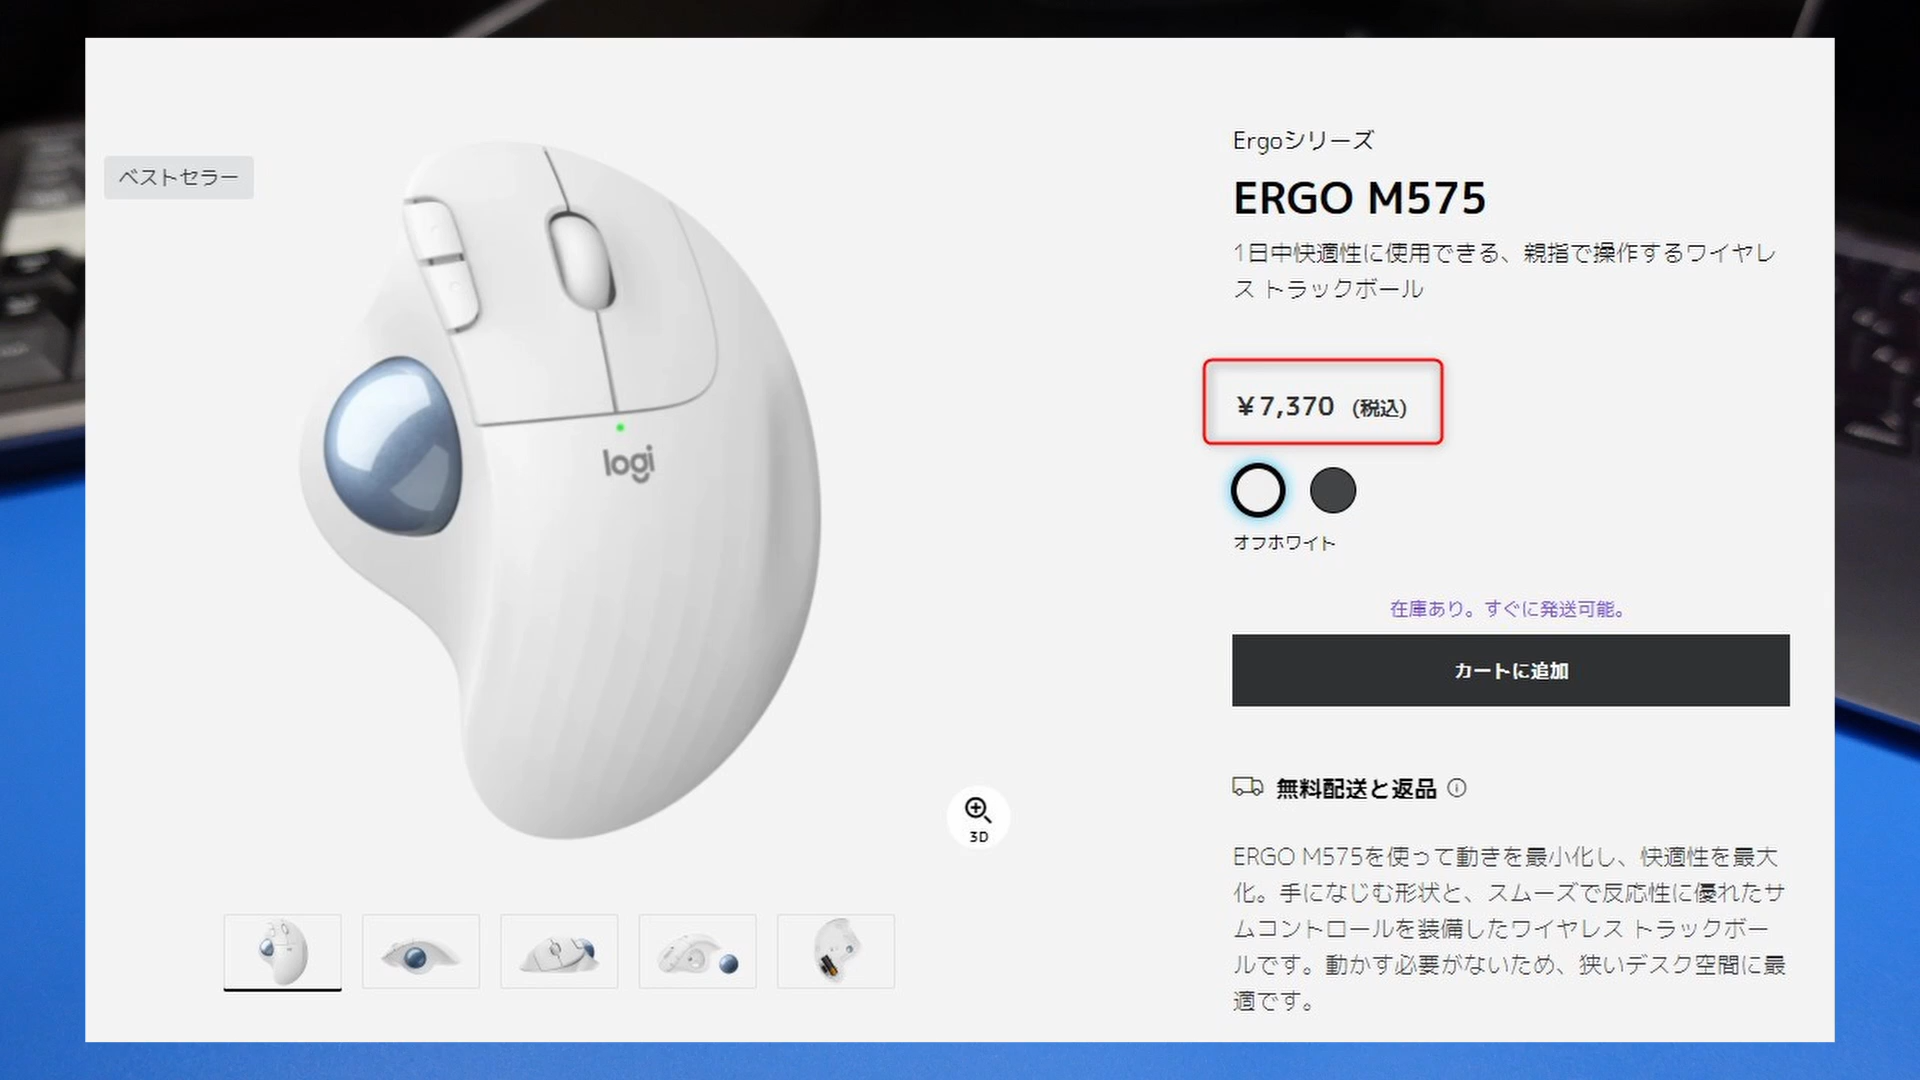 ベストセラー
logi
3D
Ergoシリーズ
ERGO M575
1日中快適性に使用できる、親指で操作するワイヤレ
ス トラックボール
¥7,370 (税込)
オフホワイト
在庫あり。すぐに発送可能。
カートに追加
無料配送と返品
ERGO M575を使って動きを最小化し、快適性を最大
化。手になじむ形状と、スムーズで反応性に優れたサ
ムコントロールを装備したワイヤレス トラックボー
ルです。動かす必要がないため、狭いデスク空間に最
適です。